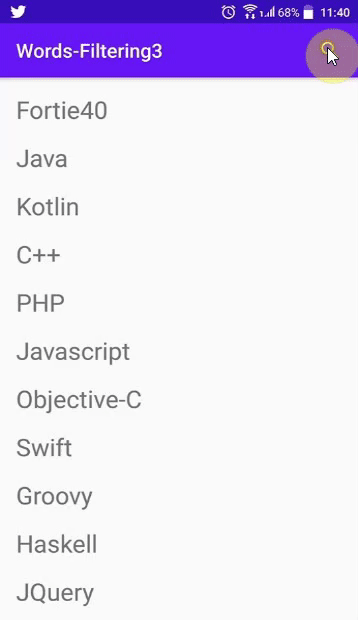 68% 11:40
Words-Filtering3
Fortie40
Java
Kotlin
C++
PHP
Javascript
Objective-C
Swift
Groovy
Haskell
JQuery